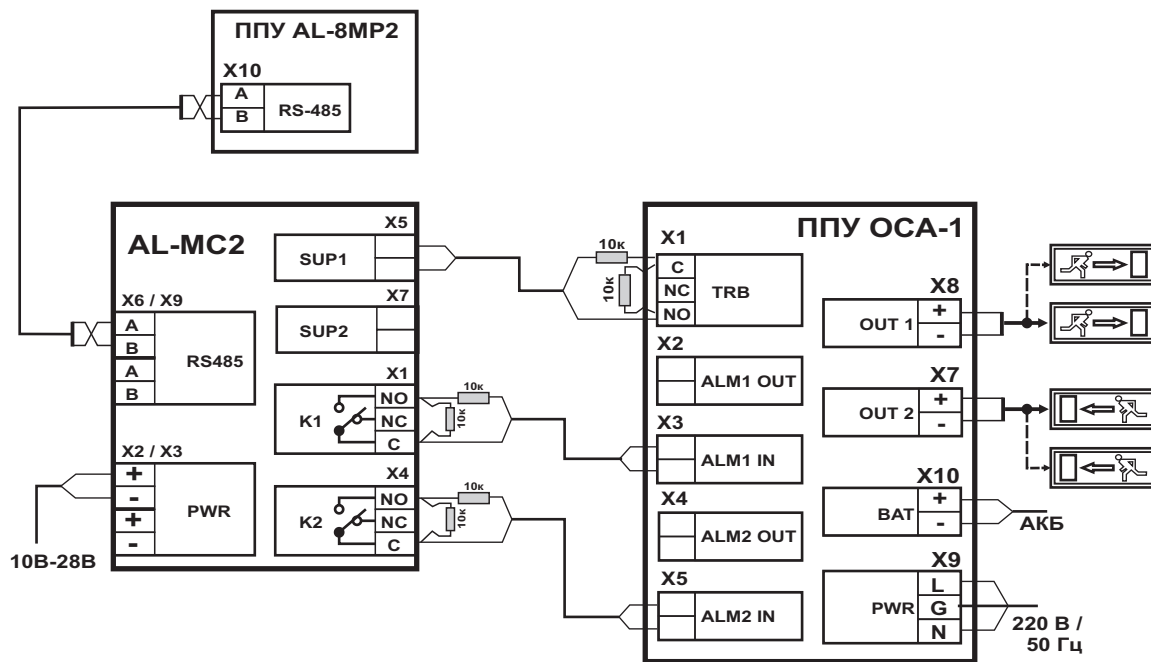 ППУ AL-8MP2
X10
A
B
RS-485
AL-MC2
X5
SUP1
X7
SUP2
X6 / X9
A
B
A
B
RS485
X1
K1
NO
NC
C
10к
10к
X2 / X3
+
-
+
-
PWR
10В-28В
X4
K2
NO
NC
C
10к
10к
ППУ ОСА-1
10к
10к
X1
C
NC
NO
TRB
X2
ALM1 OUT
X3
ALM1 IN
X4
ALM2 OUT
X5
ALM2 IN
X8
OUT 1
+
-
X7
OUT 2
+
-
X10
BAT
+
-
АКБ
X9
PWR
L
G
N
220 В /
50 Гц